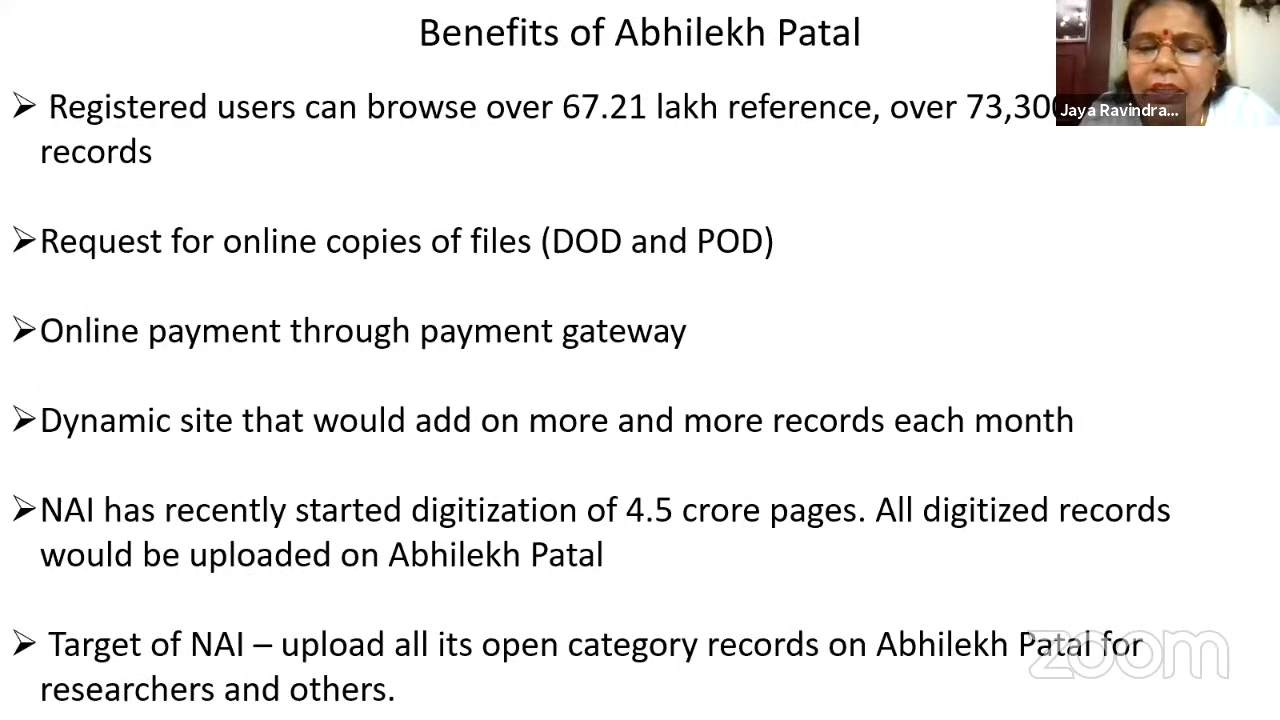 Benefits of Abhilekh Patal
➢ Registered users can browse over 67.21 lakh reference, over
records
➢Request for online copies of files (DOD and POD)
➢Online payment through payment gateway
➢Dynamic site that would add on more and more records each month
➢NAI has recently started digitization of 4.5 crore pages. All digitized records
would be uploaded on Abhilekh Patal
➢ Target of NAI – upload all its open category records on Abhilekh Patal for
researchers and others.
Jaya Ravindra...
zoom